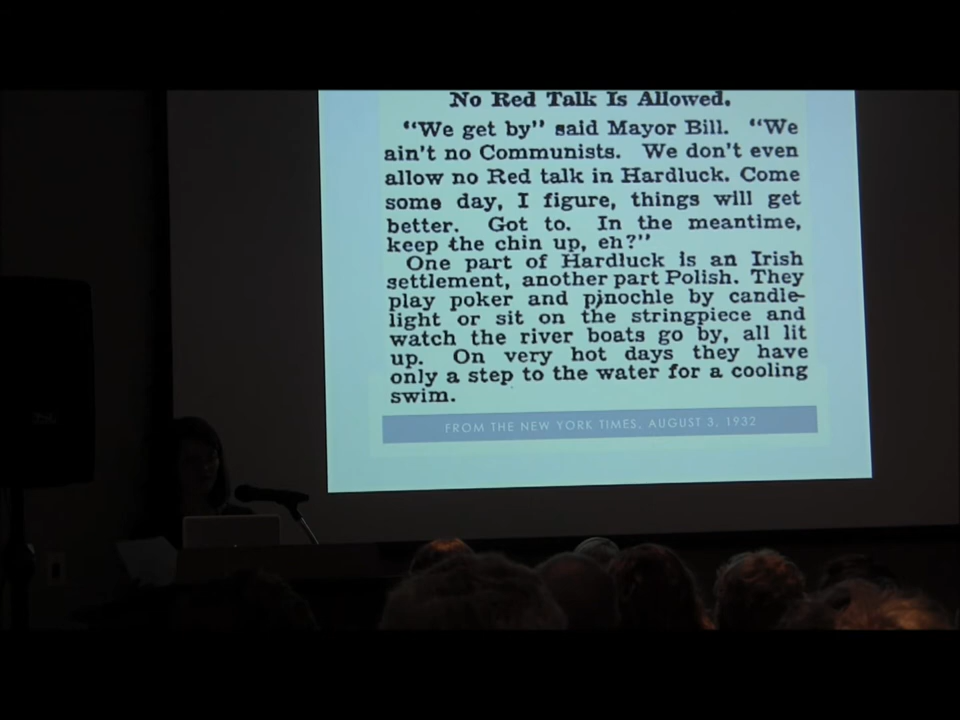 No Red Talk Is Allowed.
"We get by" said Mayor Bill. "We
ain't no Communists. We don't even
allow no Red talk in Hardluck. Come
some day, I figure, things will get
better. Got to. In the meantime,
keep the chin up, eh?"
One part of Hardluck is an Irish
settlement, another part Polish. They
play poker and pinochle by candle-
light or sit on the stringpiece and
watch the river boats go by, all lit
up. On very hot days they have
only a step to the water for a cooling
swim.
FROM THE NEW YORK TIMES, AUGUST 3, 1932